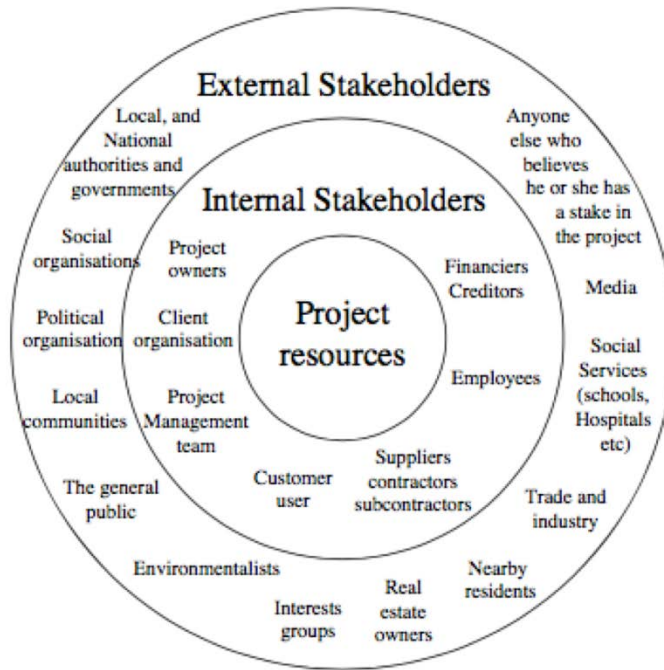 External Stakeholders
Local, and
National
authorities and
governments
Anyone
else who
believes
he or she has
a stake in
the project
Internal Stakeholders
Social
organisations
Project
owners
Financiers
Creditors
Media
Project
resources
Political
organisation
Client
organisation
Social
Services
(schools,
Hospitals
etc)
Employees
Local
communities
Project
Management
team
Customer
user
Suppliers
contractors
subcontractors
The general
public
Trade and
industry
Environmentalists
Nearby
residents
Interests
groups
Real
estate
owners